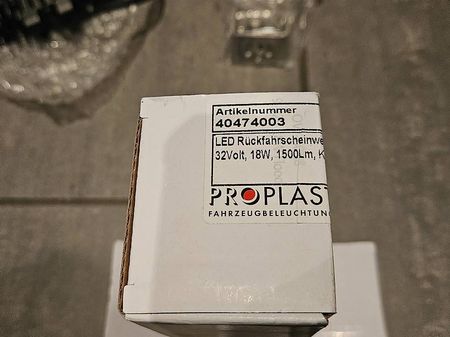 Artikelnummer
40474003
LED Rückfahrscheinwe
32Volt, 18W, 1500Lm, K
PROPLAST
FAHRZEUGBELEUCHTUN